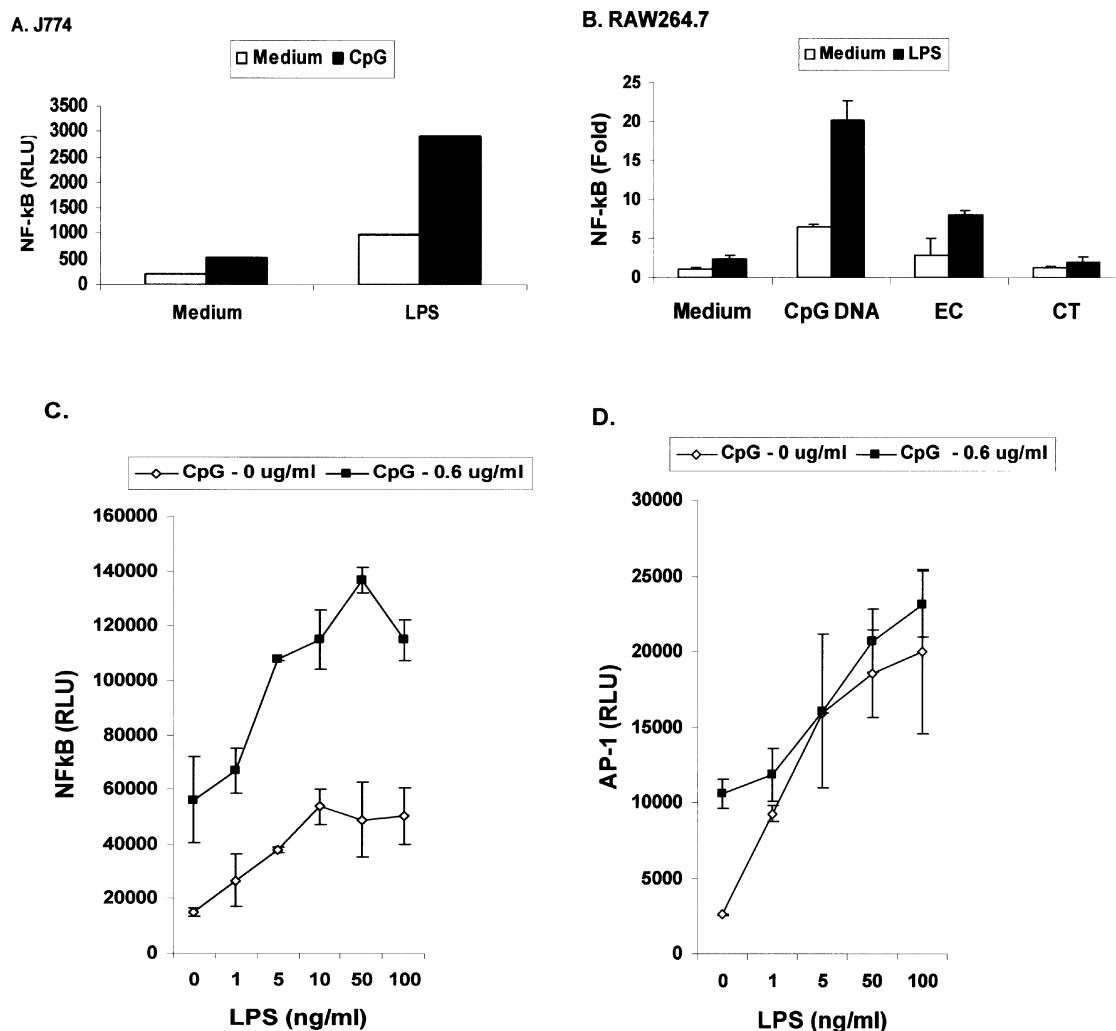 A. J774
Medium CpG
NF-kB (RLU)
3500
3000
2500
2000
1500
1000
500
0
Medium LPS
B. RAW264.7
Medium LPS
NF-kB (Fold)
25
20
15
10
5
0
Medium CpG DNA EC CT
C.
CpG - 0 ug/ml CpG - 0.6 ug/ml
NFkB (RLU)
160000
140000
120000
100000
80000
60000
40000
20000
0
0 1 5 10 50 100
LPS (ng/ml)
D.
CpG - 0 ug/ml CpG - 0.6 ug/ml
AP-1 (RLU)
30000
25000
20000
15000
10000
5000
0
0 1 5 50 100
LPS (ng/ml)